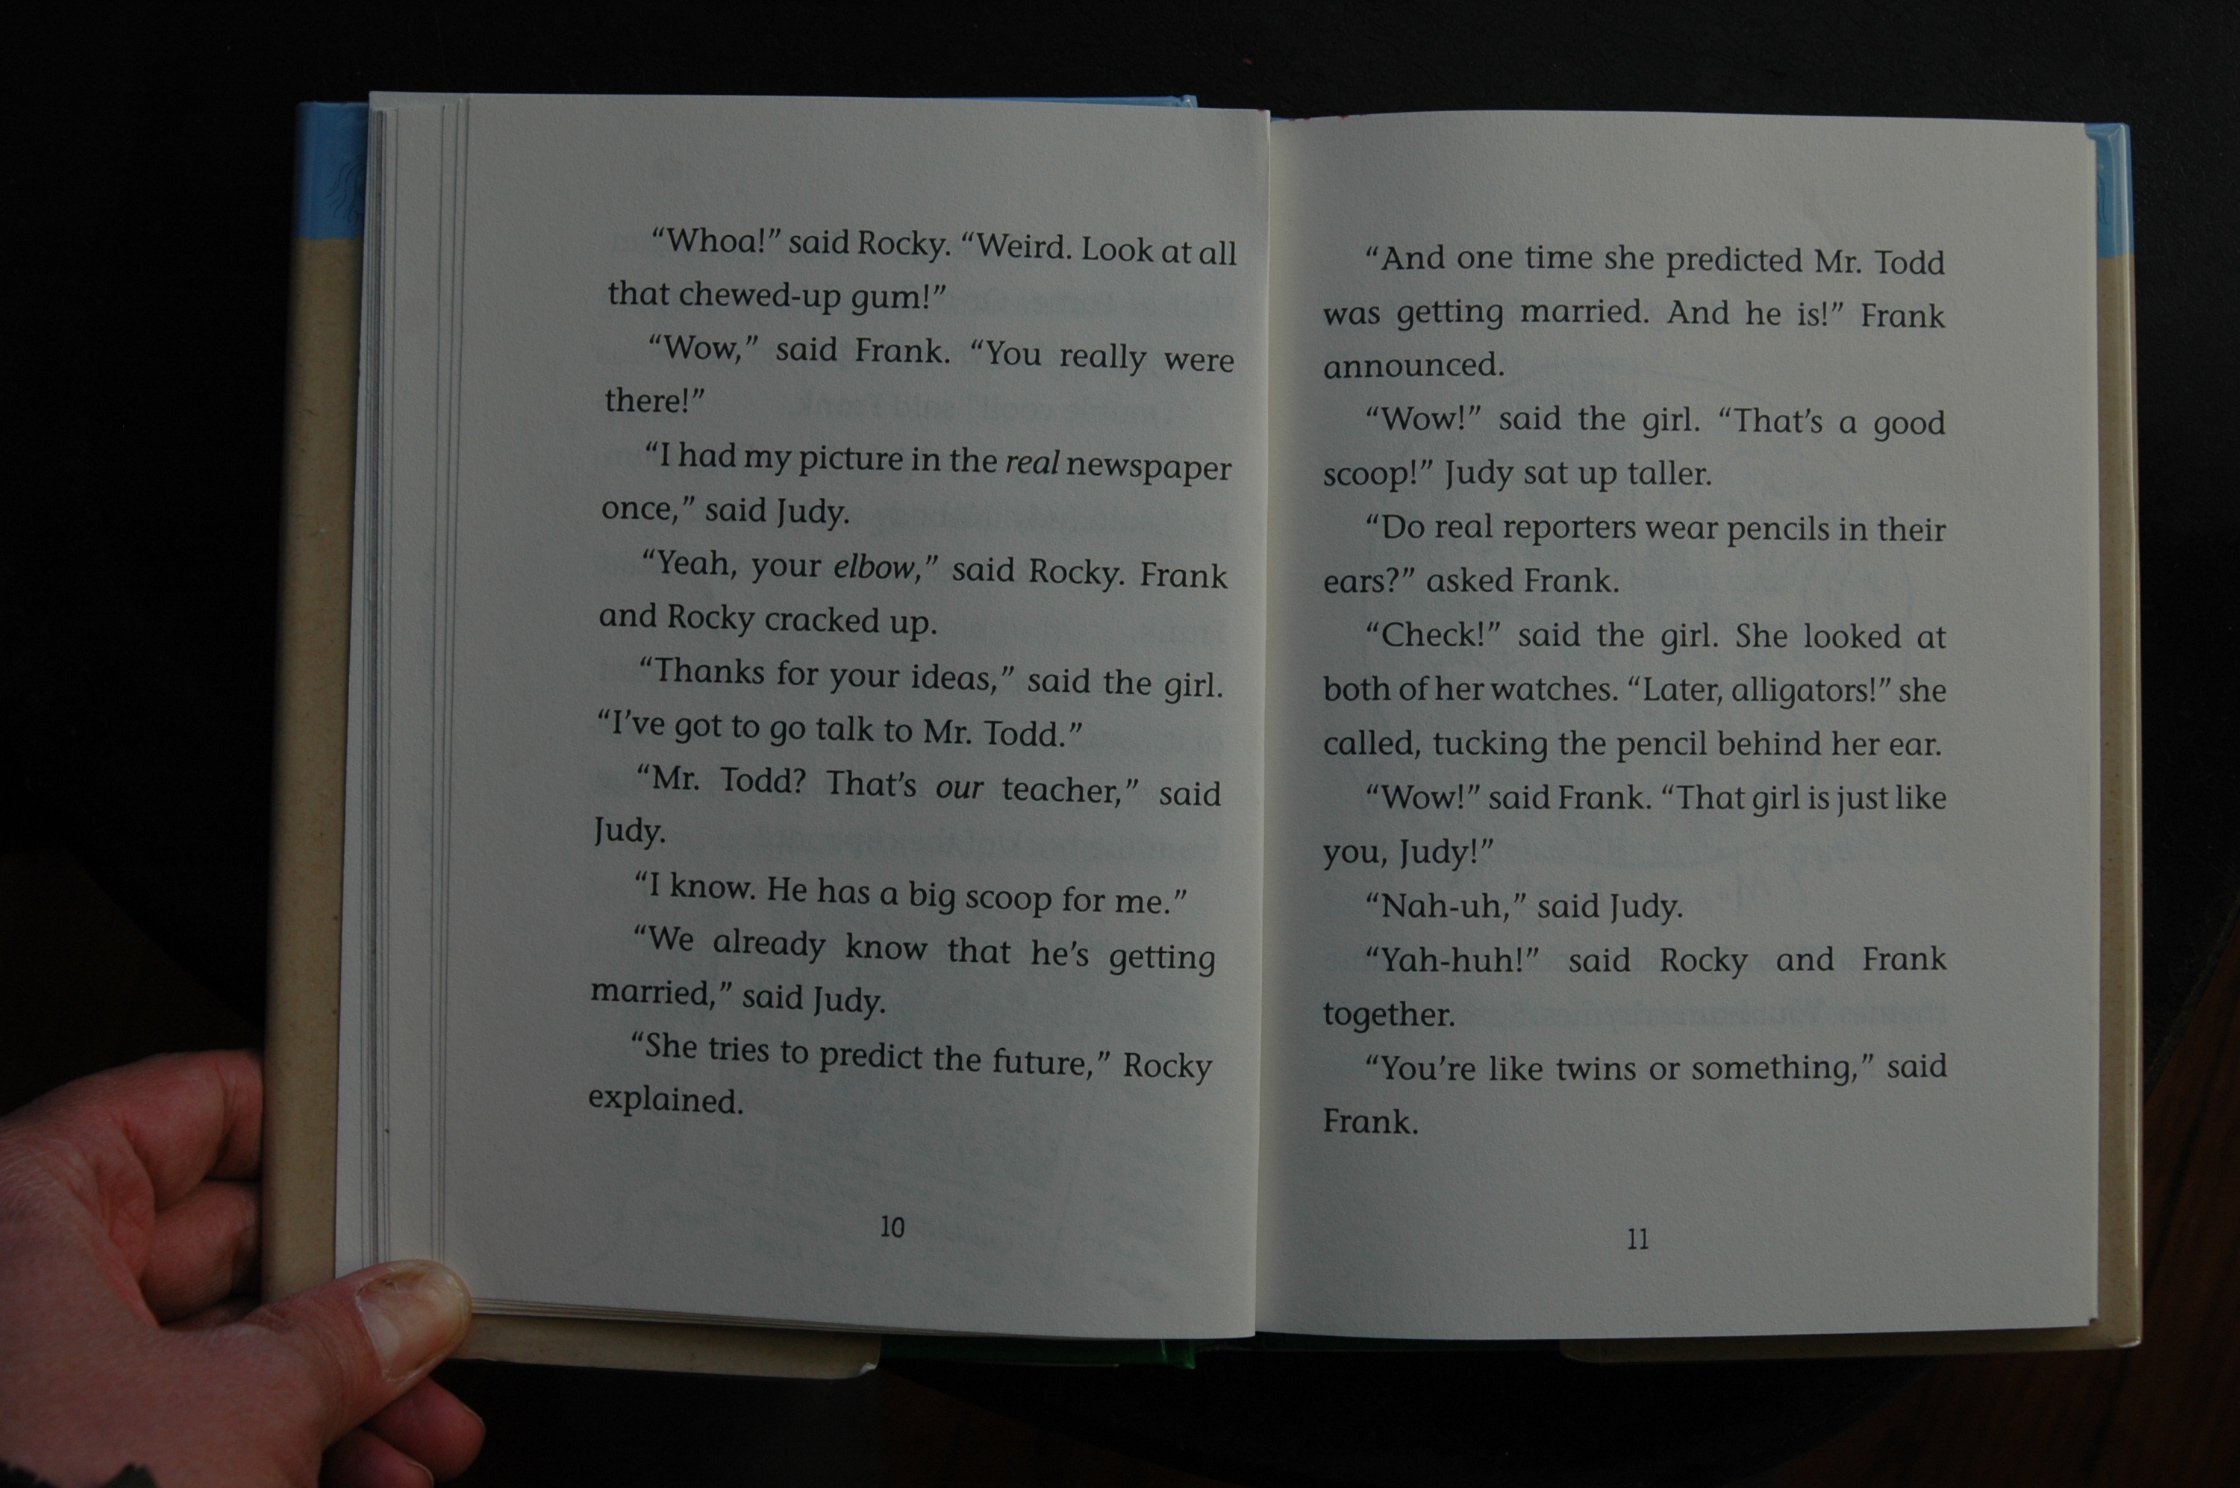 “Whoa!” said Rocky. “Weird. Look at all
that chewed-up gum!”
“Wow,” said Frank. “You really were
there!”
“I had my picture in the real newspaper
once,” said Judy.
“Yeah, your elbow,” said Rocky. Frank
and Rocky cracked up.
“Thanks for your ideas,” said the girl.
“I’ve got to go talk to Mr. Todd.”
“Mr. Todd? That’s our teacher,” said
Judy.
“I know. He has a big scoop for me.”
“We already know that he’s getting
married,” said Judy.
“She tries to predict the future,” Rocky
explained.
10
“And one time she predicted Mr. Todd
was getting married. And he is!” Frank
announced.
“Wow!” said the girl. “That’s a good
scoop!” Judy sat up taller.
“Do real reporters wear pencils in their
ears?” asked Frank.
“Check!” said the girl. She looked at
both of her watches. “Later, alligators!” she
called, tucking the pencil behind her ear.
“Wow!” said Frank. “That girl is just like
you, Judy!”
“Nah-uh,” said Judy.
“Yah-huh!” said Rocky and Frank
together.
“You’re like twins or something,” said
Frank.
11